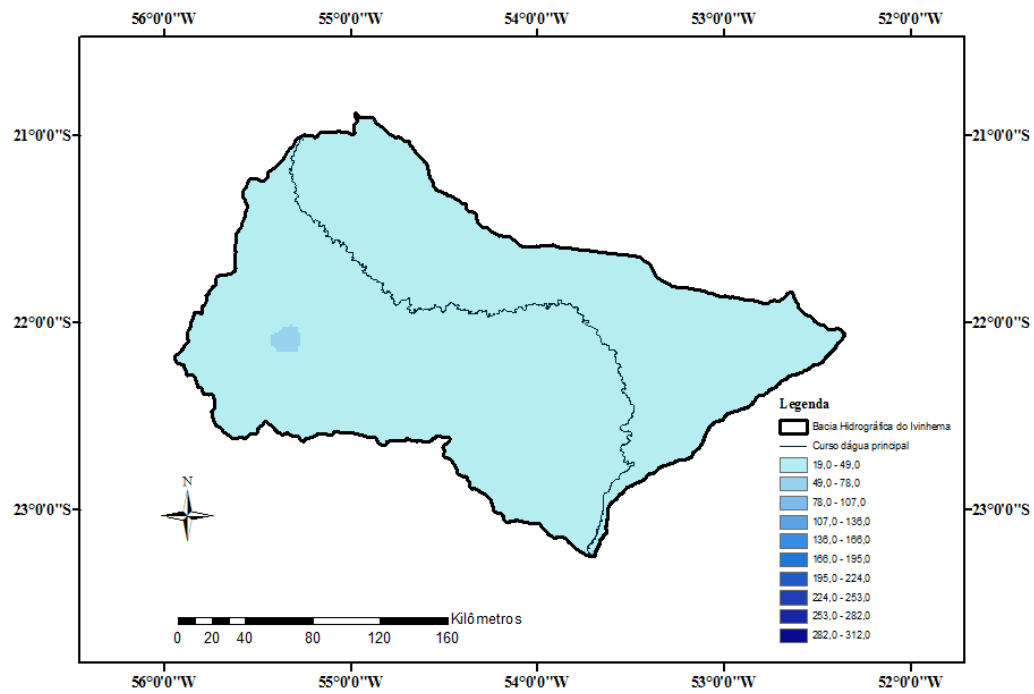 56°0'0"W 55°0'0"W 54°0'0"W 53°0'0"W 52°0'0"W
21°0'0"S 21°0'0"S
22°0'0"S 22°0'0"S
23°0'0"S 23°0'0"S
Legenda
Bacia Hidrográfica do Ivinhema
Curso dágua principal
19,0 - 49,0
49,0 - 78,0
78,0 - 107,0
107,0 - 136,0
136,0 - 166,0
166,0 - 195,0
195,0 - 224,0
224,0 - 253,0
253,0 - 282,0
282,0 - 312,0
N
Kilômetros
0 20 40 80 120 160
56°0'0"W 55°0'0"W 54°0'0"W 53°0'0"W 52°0'0"W